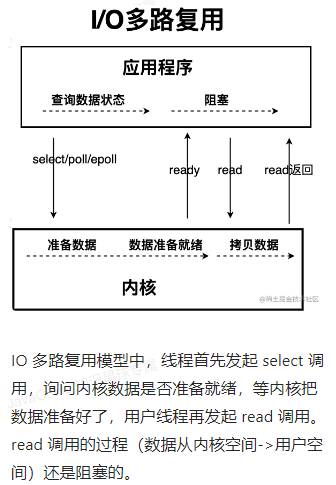 I/O多路复用
应用程序
查询数据状态
阻塞
select/poll/epoll
ready
read
read返回
准备数据
数据准备就绪
拷贝数据
内核
@稀土掘金技术社区
IO 多路复用模型中，线程首先发起 select 调
用，询问内核数据是否准备就绪，等内核把
数据准备好了，用户线程再发起 read 调用。
read 调用的过程（数据从内核空间->用户空
间）还是阻塞的。